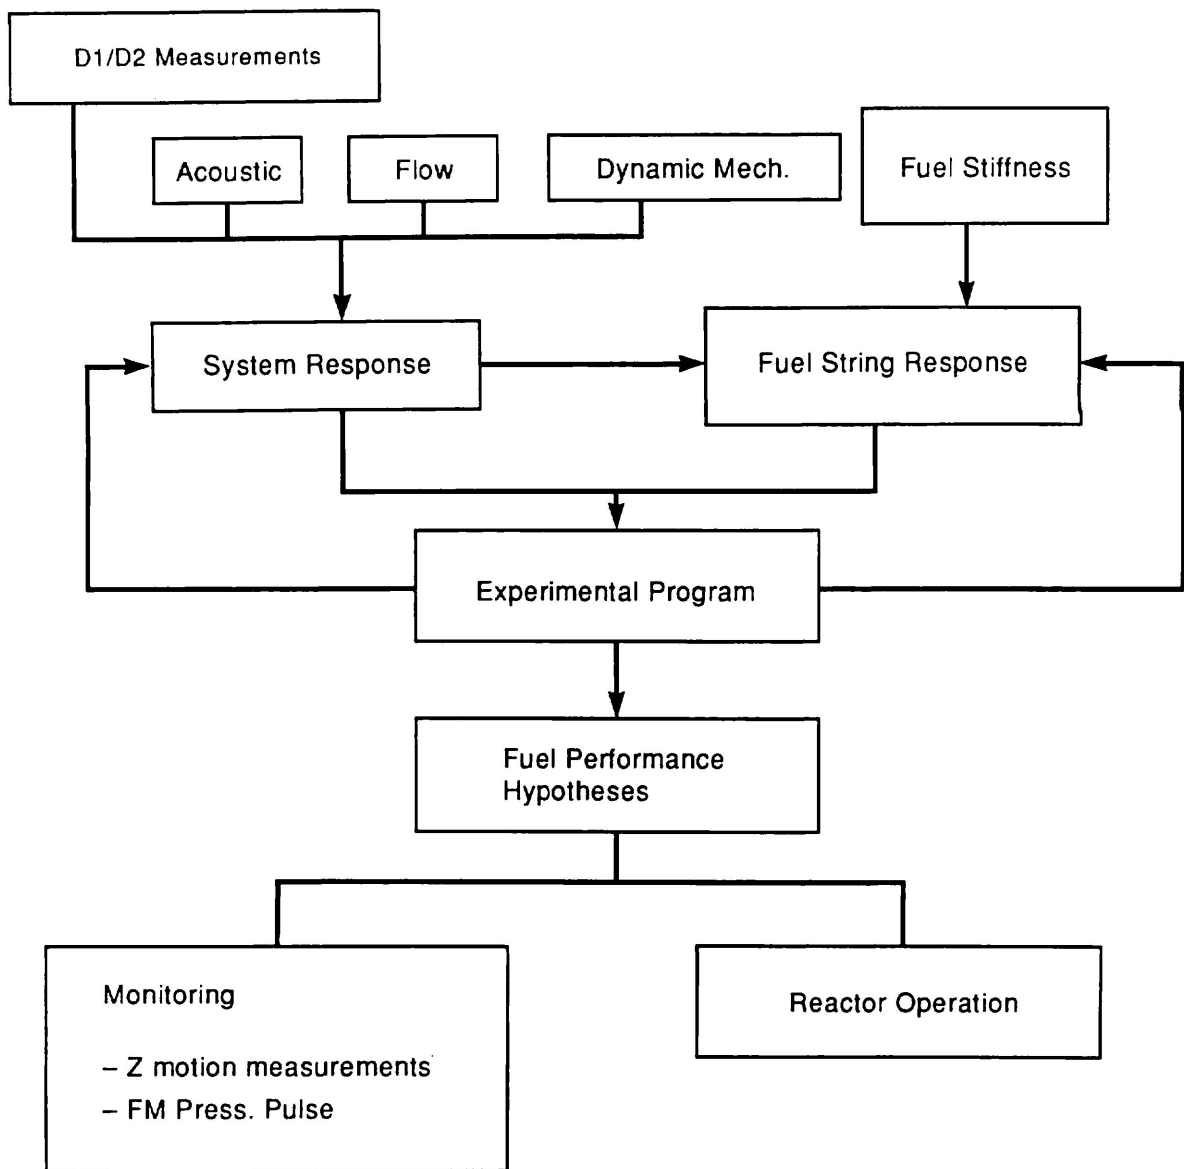 D1/D2 Measurements
Acoustic
Flow
Dynamic Mech.
Fuel Stiffness
System Response
Fuel String Response
Experimental Program
Fuel Performance
Hypotheses
Monitoring
– Z motion measurements
– FM Press. Pulse
Reactor Operation